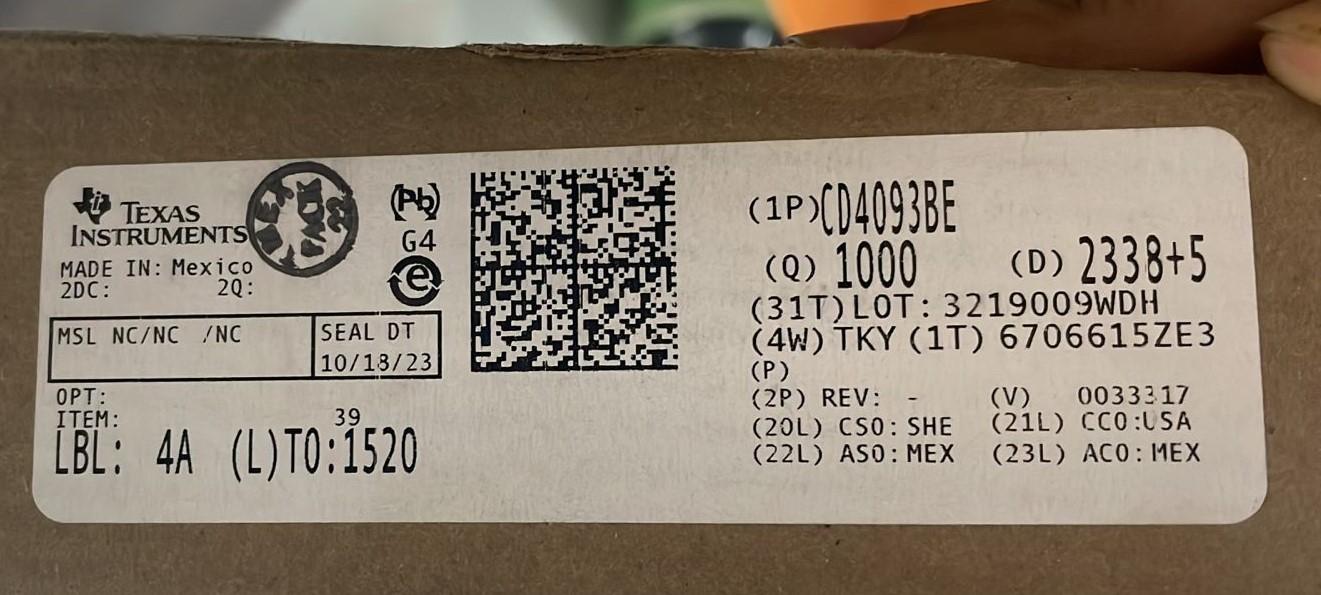 TEXAS
INSTRUMENTS
MADE IN: Mexico
2DC: 2Q:
Pb
G4
e
MSL NC/NC /NC
SEAL DT
10/18/23
OPT:
ITEM: 39
LBL: 4A (L)TO:1520
(1P)CD4093BE
(Q) 1000 (D) 2338+5
(31T)LOT: 3219009WDH
(4W) TKY (1T) 6706615ZE3
(P)
(2P) REV: - (V) 0033317
(20L) CSO: SHE (21L) CCO:USA
(22L) ASO: MEX (23L) ACO: MEX